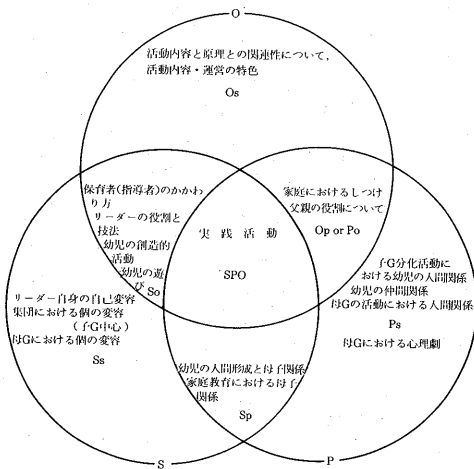 O
活動内容と原理との関連性について,
活動内容・運営の特色
Os
保育者(指導者)のかかわ
り方
リーダーの役割と
技法
幼児の創造的
活動
幼児の遊
び So
実践活動
SPO
家庭におけるしつけ
父親の役割について
Op or Po
リーダー自身の自己変容
集団における個の変容
(子G中心)
母Gにおける個の変容
Ss
子G分化活動に
おける幼児の人間関係
幼児の仲間関係
母Gの活動における人間関係
Ps
母Gにおける心理劇
幼児の人間形成と母子関係
家庭教育における母子
関係
Sp
S
P